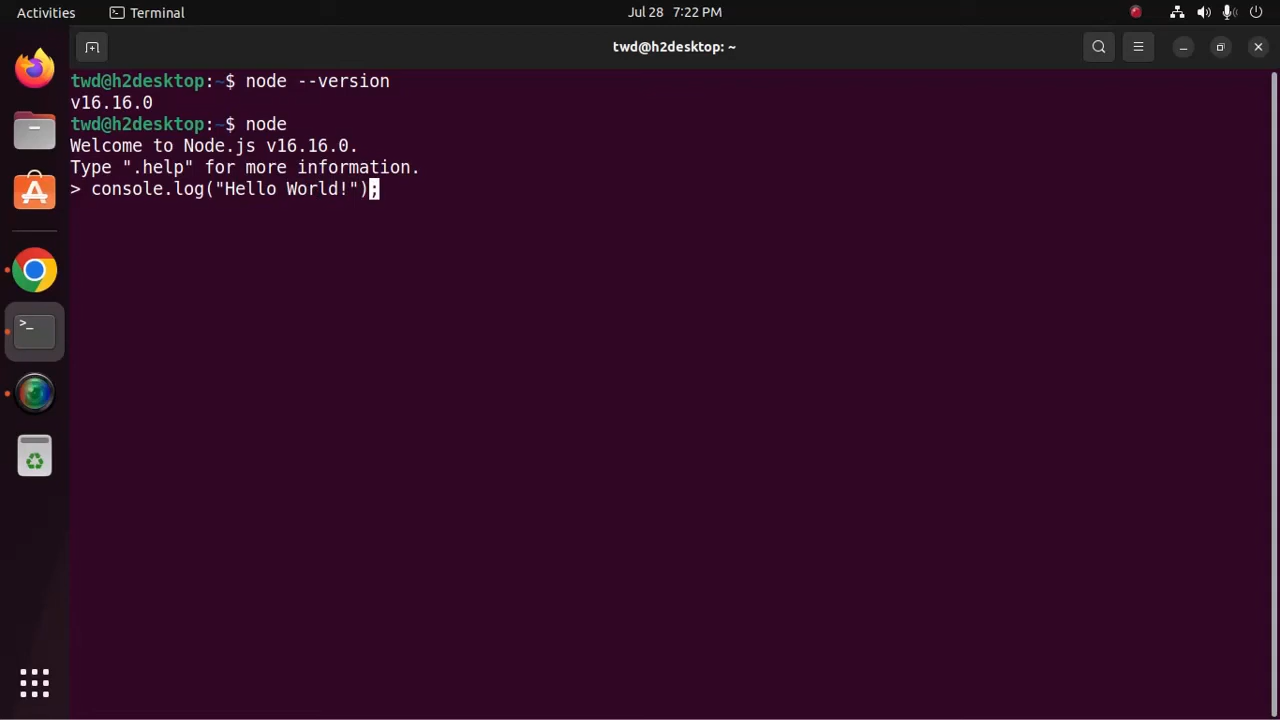 Activities
Terminal
Jul 28 7:22 PM
twd@h2desktop: ~
twd@h2desktop:~$ node --version
v16.16.0
twd@h2desktop:~$ node
Welcome to Node.js v16.16.0.
Type ".help" for more information.
> console.log("Hello World!");
>_